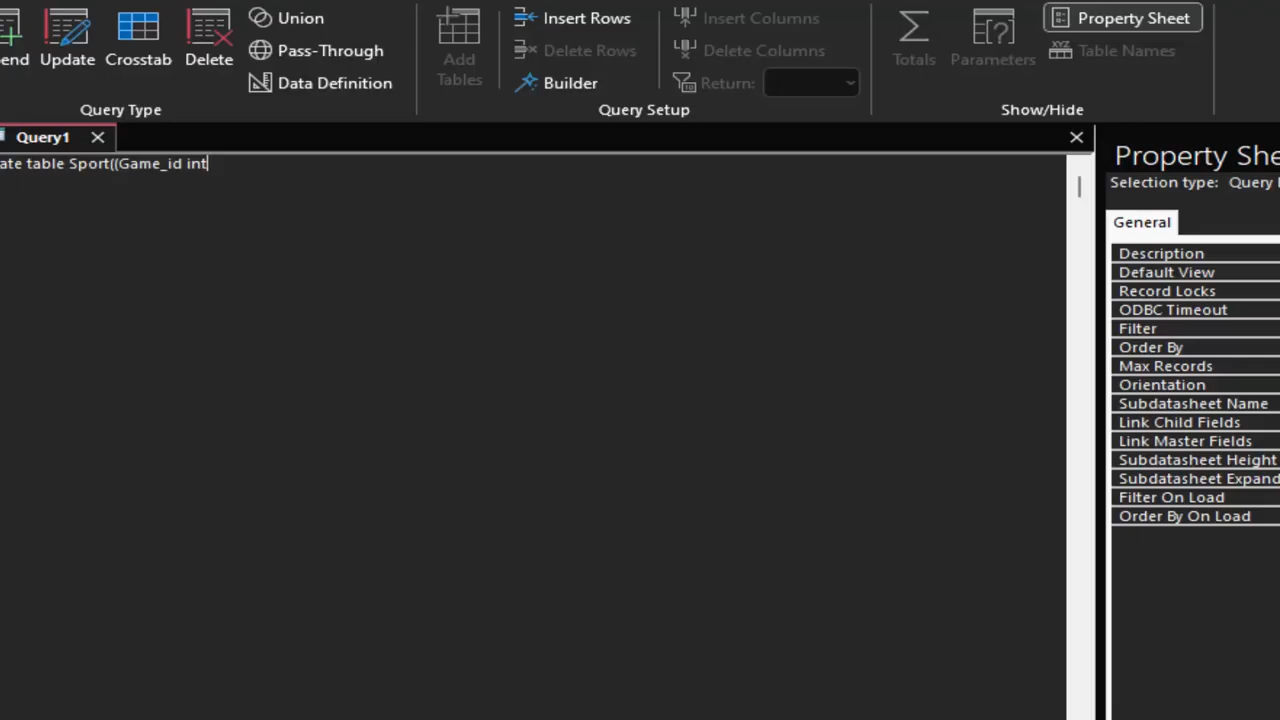 Union
Insert Rows
Insert Columns
Property Sheet
end
Update
Crosstab
Delete
Pass-Through
Add
Tables
Delete Rows
Delete Columns
Totals
Parameters
XYZ Table Names
Data Definition
Builder
Return:
Query Type
Query Setup
Show/Hide
Query1
ate table Sport((Game_id int
Property She
Selection type: Query
General
Description
Default View
Record Locks
ODBC Timeout
Filter
Order By
Max Records
Orientation
Subdatasheet Name
Link Child Fields
Link Master Fields
Subdatasheet Height
Subdatasheet Expand
Filter On Load
Order By On Load